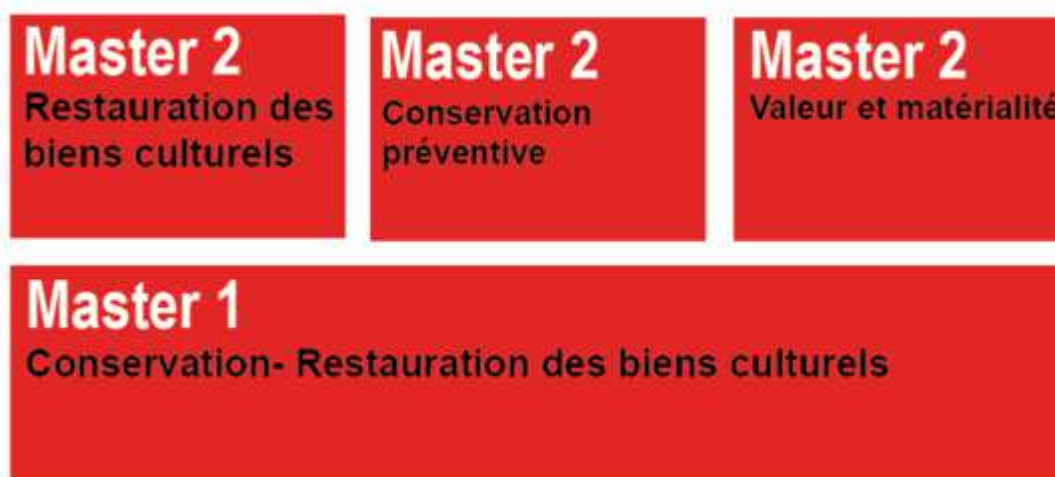 Master 2
Restauration des
biens culturels
Master 2
Conservation
préventive
Master 2
Valeur et matérialité
Master 1
Conservation- Restauration des biens culturels